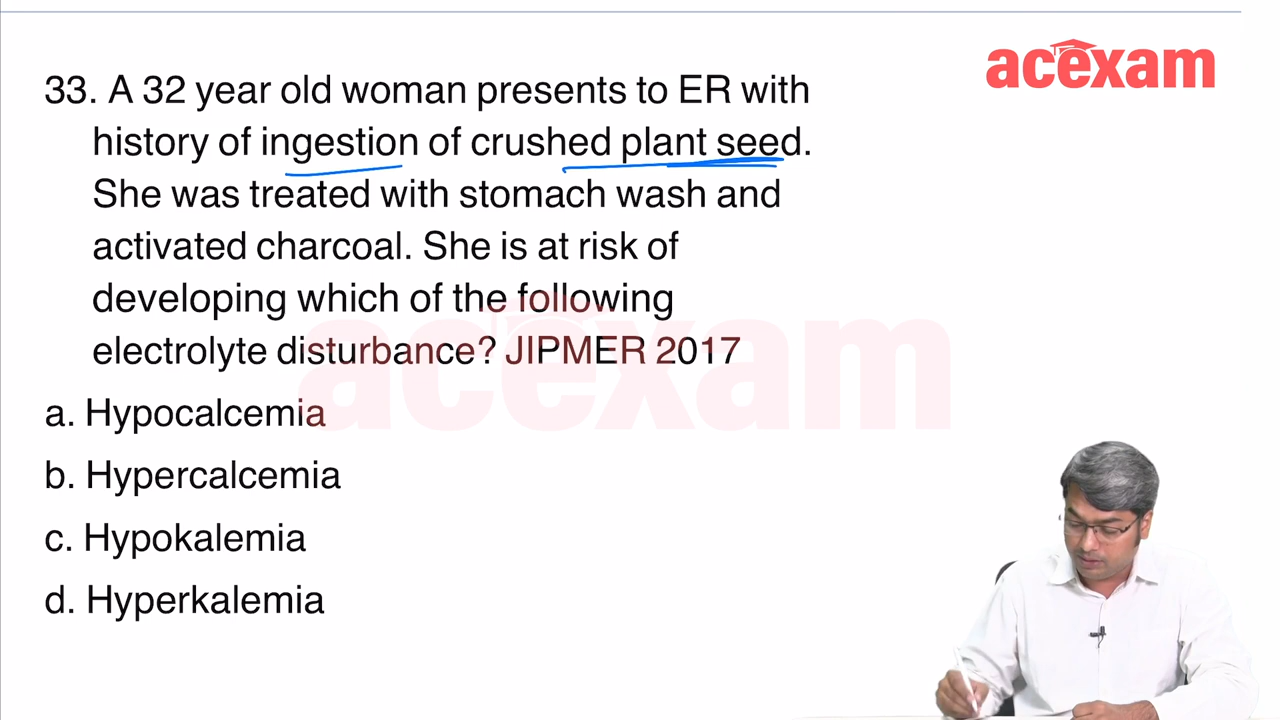 acexam
33. A 32 year old woman presents to ER with
history of ingestion of crushed plant seed.
She was treated with stomach wash and
activated charcoal. She is at risk of
developing which of the following
electrolyte disturbance? JIPMER 2017
acexam
a. Hypocalcemia
b. Hypercalcemia
c. Hypokalemia
d. Hyperkalemia